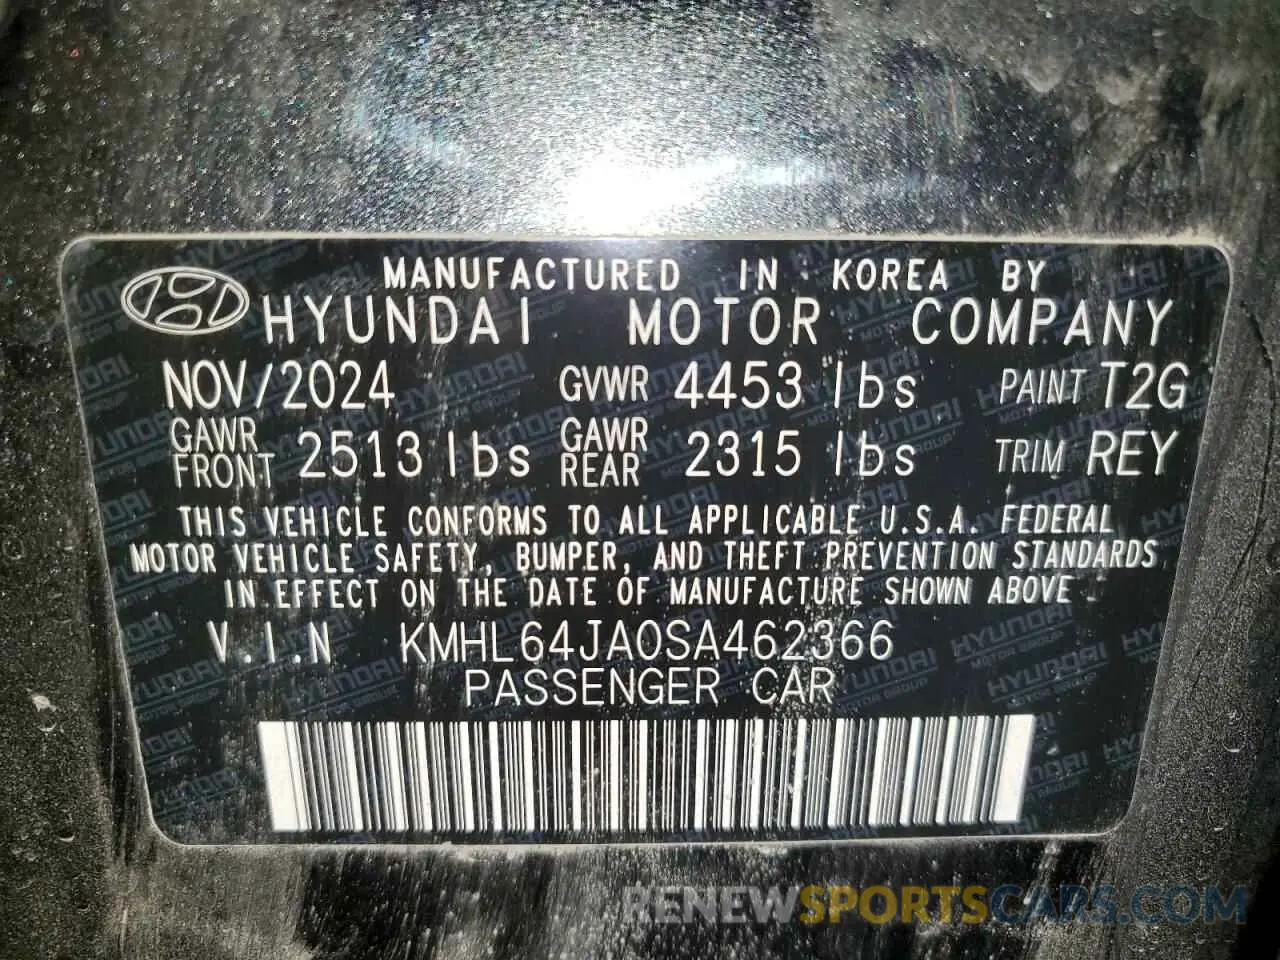 MANUFACTURED IN KOREA BY
HYUNDAI MOTOR COMPANY
NOV/2024 GVWR 4453 lbs PAINT T2G
GAWR FRONT 2513 lbs GAWR REAR 2315 lbs TRIM REY
THIS VEHICLE CONFORMS TO ALL APPLICABLE U.S.A. FEDERAL
MOTOR VEHICLE SAFETY, BUMPER, AND THEFT PREVENTION STANDARDS
IN EFFECT ON THE DATE OF MANUFACTURE SHOWN ABOVE
V.I.N KMHL64JA0SA462366
PASSENGER CAR
RENEWSPORTSCARS.COM